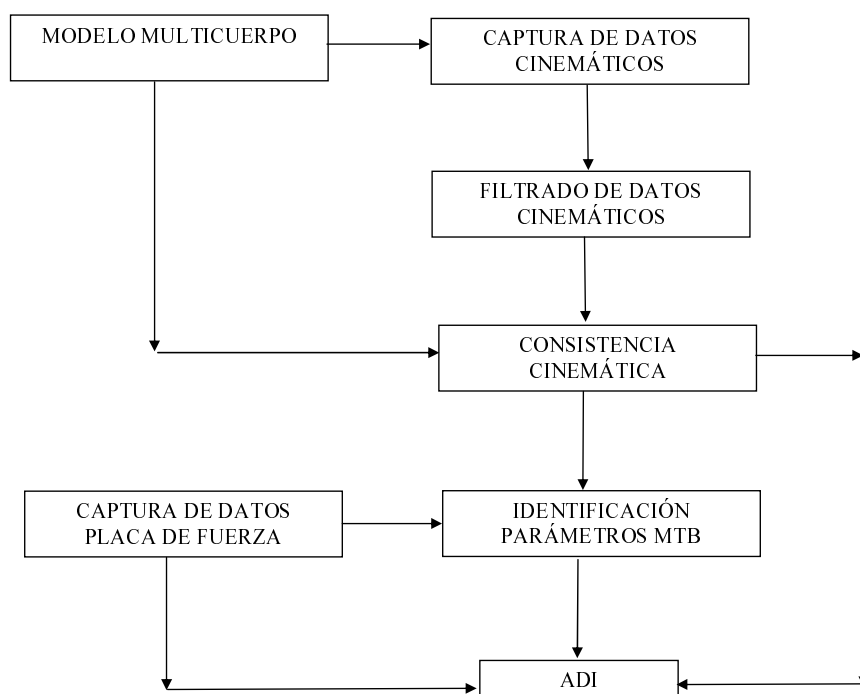 MODELO MULTICUERPO
CAPTURA DE DATOS
CINEMÁTICOS
FILTRADO DE DATOS
CINEMÁTICOS
CONSISTENCIA
CINEMÁTICA
CAPTURA DE DATOS
PLACA DE FUERZA
IDENTIFICACIÓN
PARÁMETROS MTB
ADI